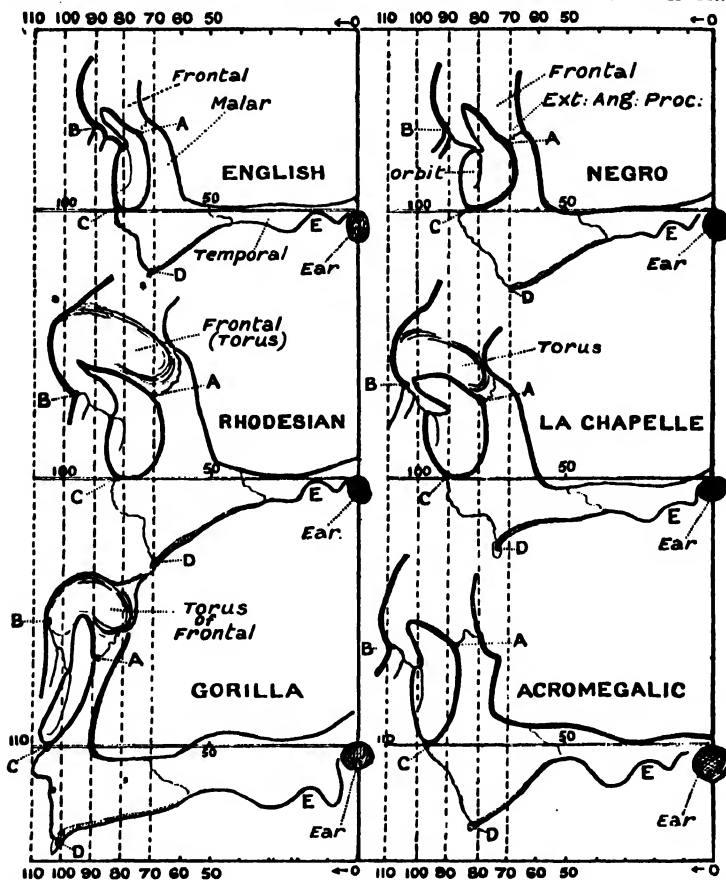 110 100 90 80 70 60 50 ←0
110 100 90 80 70 60 50 ←0
Frontal
Malar
B
A
ENGLISH
100
50
C
Temporal
E
Ear
D
Frontal
Ext: Ang: Proc:
B
A
orbit
NEGRO
100
50
C
E
Ear
D
Frontal
(Torus)
B
A
RHODESIAN
100
50
C
E
Ear.
D
Torus
B
A
LA CHAPELLE
100
50
C
E
Ear
D
Torus
of
Frontal
B
A
GORILLA
110
50
C
E
Ear
D
B
A
ACROMEGALIC
110
50
C
E
Ear
D
110 100 90 80 70 60 50 ←0
110 100 90 80 70 60 50 ←0